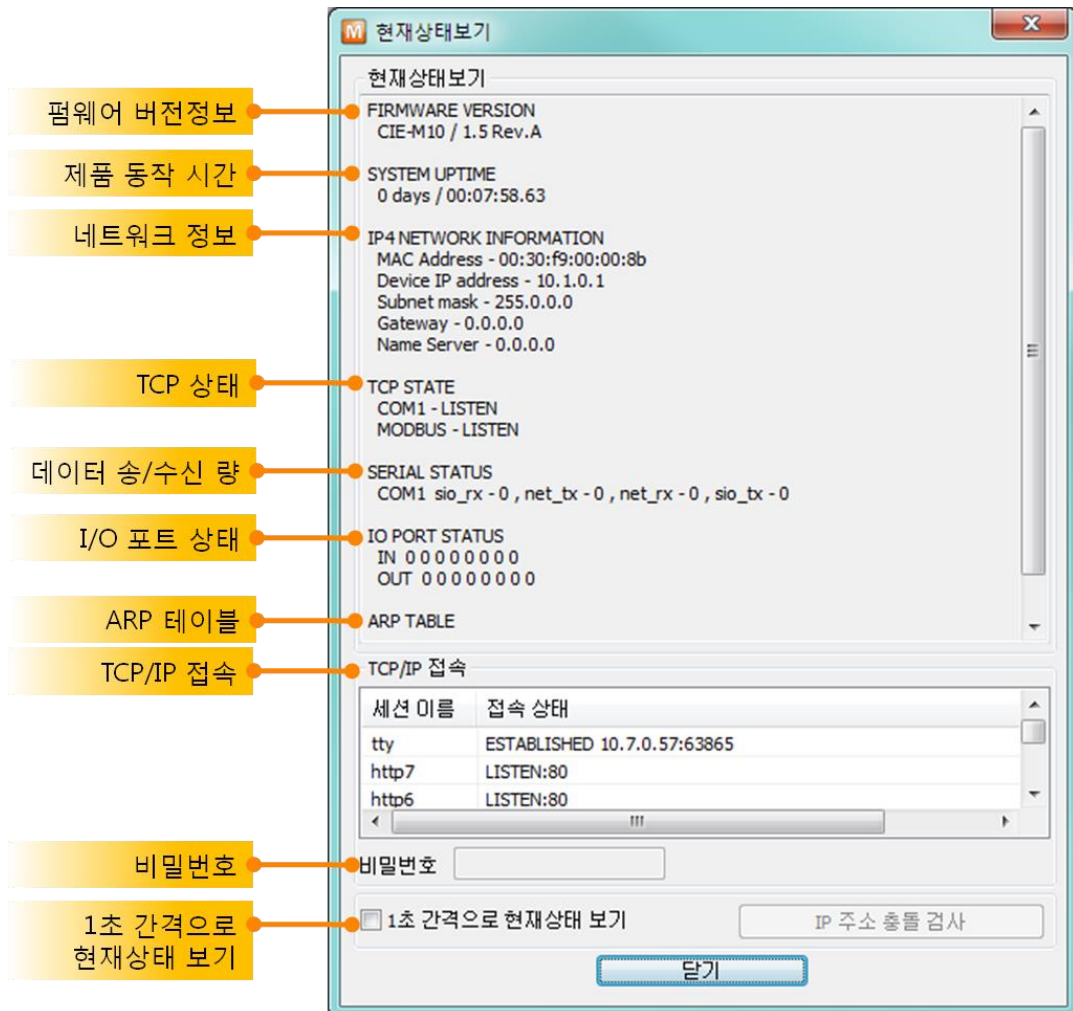 현재상태보기
현재상태보기
펌웨어 버전정보
FIRMWARE VERSION
CIE-M10 / 1.5 Rev.A
제품 동작 시간
SYSTEM UPTIME
0 days / 00:07:58.63
네트워크 정보
IP4 NETWORK INFORMATION
MAC Address - 00:30:f9:00:00:8b
Device IP address - 10.1.0.1
Subnet mask - 255.0.0.0
Gateway - 0.0.0.0
Name Server - 0.0.0.0
TCP 상태
TCP STATE
COM1 - LISTEN
MODBUS - LISTEN
데이터 송/수신 량
SERIAL STATUS
COM1 sio_rx - 0 , net_tx - 0 , net_rx - 0 , sio_tx - 0
I/O 포트 상태
IO PORT STATUS
IN 0 0 0 0 0 0 0 0
OUT 0 0 0 0 0 0 0 0
ARP 테이블
ARP TABLE
TCP/IP 접속
TCP/IP 접속
세션 이름 접속 상태
tty ESTABLISHED 10.7.0.57:63865
http7 LISTEN:80
http6 LISTEN:80
비밀번호
비밀번호
1초 간격으로
현재상태 보기
1초 간격으로 현재상태 보기
IP 주소 충돌 검사
닫기